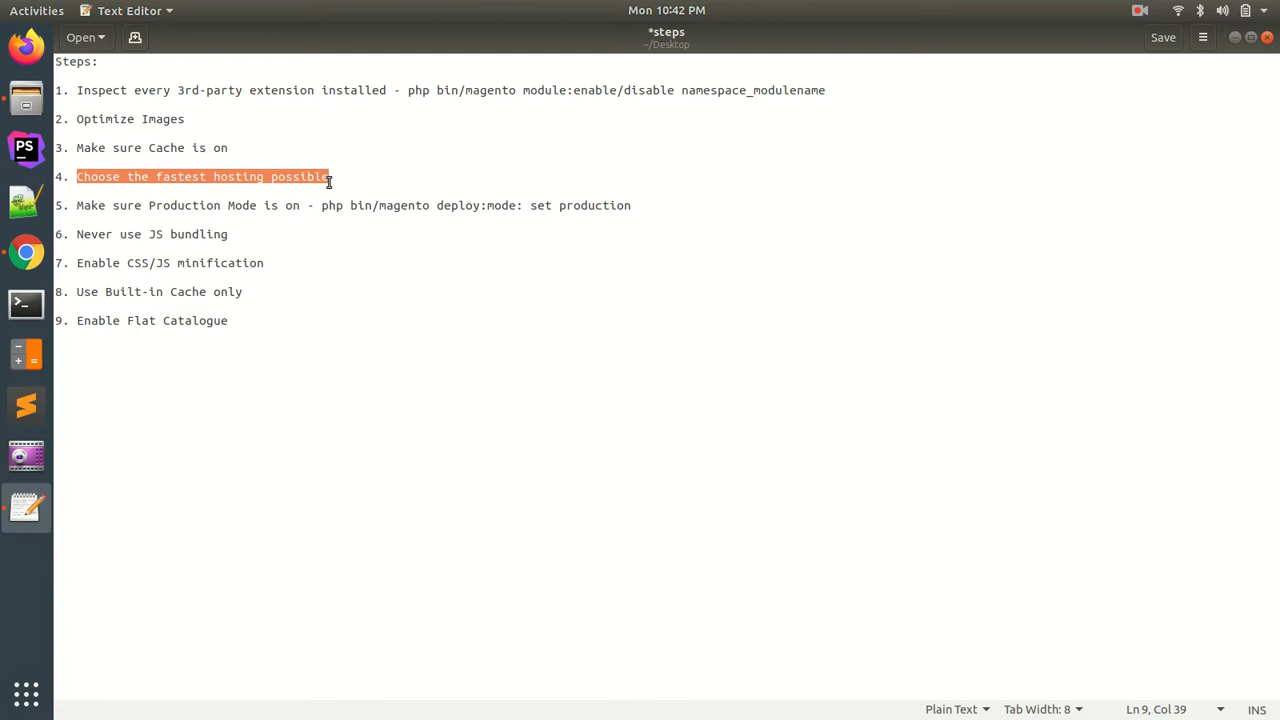 Activities
Text Editor
Mon 10:42 PM
Open
*steps
~/Desktop
Save
Steps:
1. Inspect every 3rd-party extension installed - php bin/magento module:enable/disable namespace_modulename
2. Optimize Images
3. Make sure Cache is on
4. Choose the fastest hosting possible
5. Make sure Production Mode is on - php bin/magento deploy:mode: set production
6. Never use JS bundling
7. Enable CSS/JS minification
8. Use Built-in Cache only
9. Enable Flat Catalogue
PS
Plain Text
Tab Width: 8
Ln 9, Col 39
INS